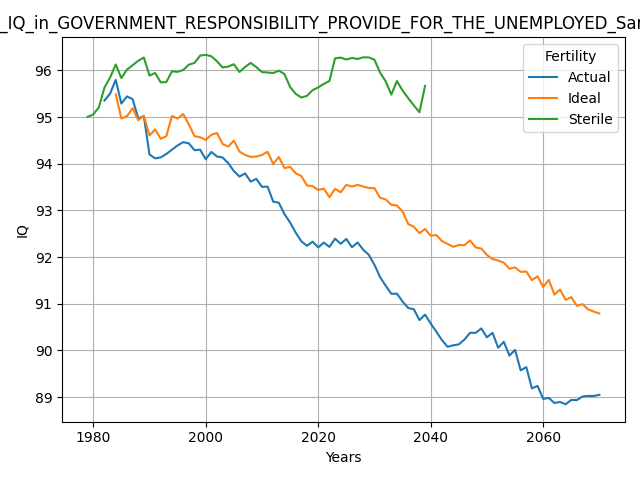 _IQ_in_GOVERNMENT_RESPONSIBILITY_PROVIDE_FOR_THE_UNEMPLOYED_Sa
Fertility
Actual
Ideal
Sterile
IQ
96
95
94
93
92
91
90
89
1980 2000 2020 2040 2060
Years